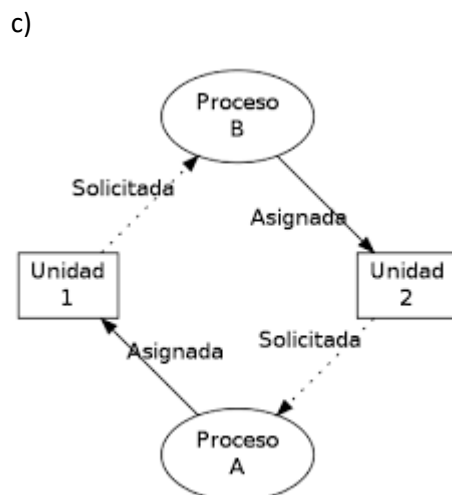 c)
Proceso
B
Solicitada
Asignada
Unidad
1
Unidad
2
Asignada
Solicitada
Proceso
A